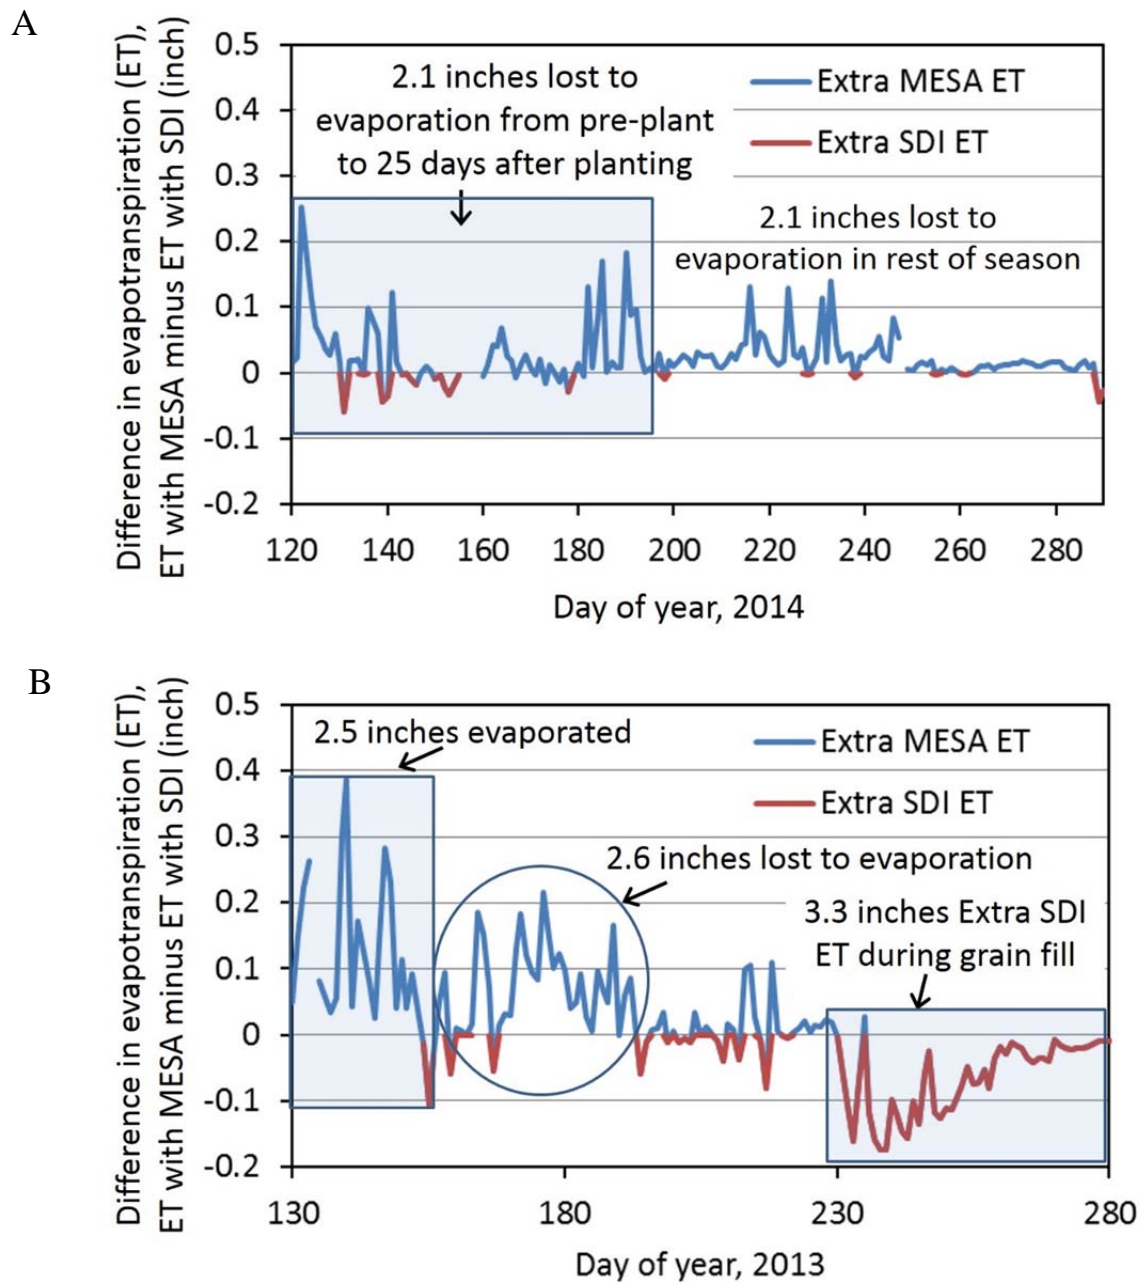 A
Difference in evapotranspiration (ET),
ET with MESA minus ET with SDI (inch)
0.5
0.4
0.3
0.2
0.1
0
-0.1
-0.2
2.1 inches lost to
evaporation from pre-plant
to 25 days after planting
Extra MESA ET
Extra SDI ET
2.1 inches lost to
evaporation in rest of season
120 140 160 180 200 220 240 260 280
Day of year, 2014
B
Difference in evapotranspiration (ET),
ET with MESA minus ET with SDI (inch)
0.5
0.4
0.3
0.2
0.1
0
-0.1
-0.2
2.5 inches evaporated
Extra MESA ET
Extra SDI ET
2.6 inches lost to evaporation
3.3 inches Extra SDI
ET during grain fill
130 180 230 280
Day of year, 2013